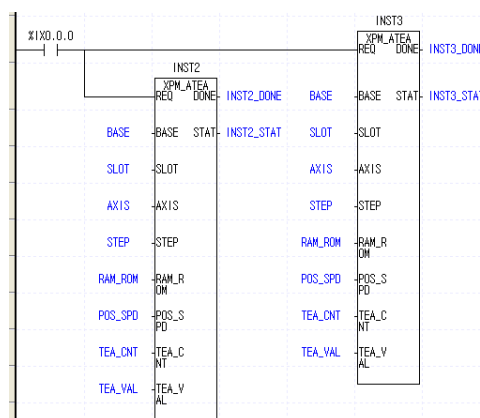 INST3
%IX0.0.0
XPM_ATEA
REQ DONE INST3_DONE
INST2
XPM_ATEA
REQ DONE INST2_DONE
BASE BASE STAT INST3_STAT
BASE BASE STAT INST2_STAT
SLOT SLOT
SLOT SLOT
AXIS AXIS
AXIS AXIS
STEP STEP
STEP STEP
RAM_ROM RAM_R
OM
RAM_ROM RAM_R
OM
POS_SPD POS_S
PD
POS_SPD POS_S
PD
TEA_CNT TEA_C
NT
TEA_CNT TEA_C
NT
TEA_VAL TEA_V
AL
TEA_VAL TEA_V
AL